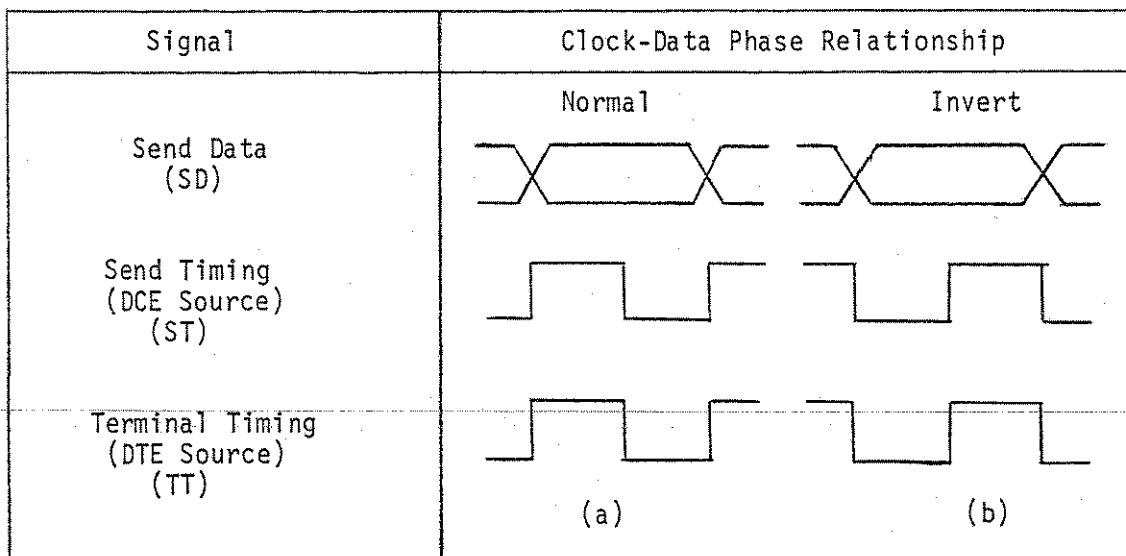 Signal
Clock-Data Phase Relationship
Normal
Invert
Send Data
(SD)
Send Timing
(DCE Source)
(ST)
Terminal Timing
(DTE Source)
(TT)
(a)
(b)